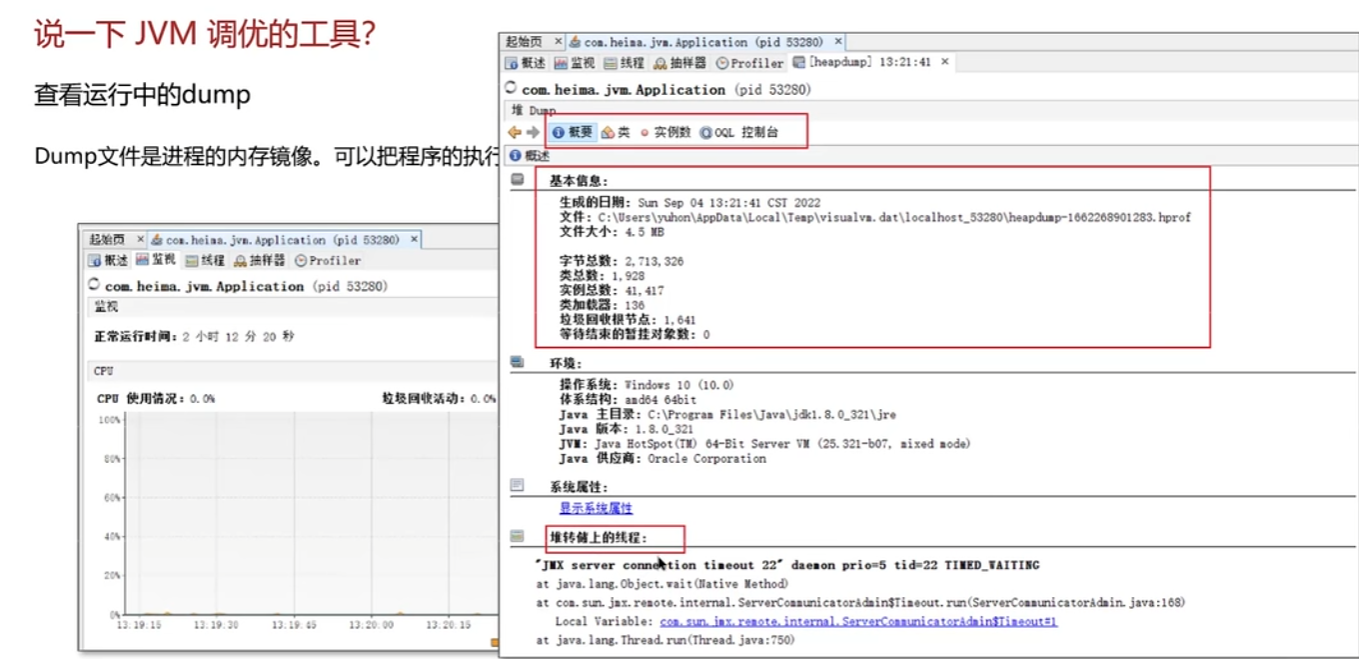 说一下 JVM 调优的工具?
查看运行中的dump
Dump文件是进程的内存镜像。可以把程序的执行
起始页 × com.heima.jvm.Application (pid 53280) ×
概述 监视 线程 抽样器 Profiler
com.heima.jvm.Application (pid 53280)
监视
正常运行时间: 2 小时 12 分 20 秒
CPU
CPU 使用情况: 0.0% 垃圾回收活动: 0.0%
100%
80%
60%
40%
20%
0%
13:19:15 13:19:30 13:19:45 13:20:00 13:20:15
起始页 × com.heima.jvm.Application (pid 53280) ×
概述 监视 线程 抽样器 Profiler [heapdump] 13:21:41 ×
com.heima.jvm.Application (pid 53280)
堆 Dump
概要 类 实例数 OQL 控制台
概述
基本信息:
生成的日期: Sun Sep 04 13:21:41 CST 2022
文件: C:\Users\yuhon\AppData\Local\Temp\visualvm.dat\localhost_53280\heapdump-1662268901283.hprof
文件大小: 4.5 MB
字节总数: 2,713,326
类总数: 1,928
实例总数: 41,417
类加载器: 136
垃圾回收根节点: 1,641
等待结束的暂挂对象数: 0
环境:
操作系统: Windows 10 (10.0)
体系结构: amd64 64bit
Java 主目录: C:\Program Files\Java\jdk1.8.0_321\jre
Java 版本: 1.8.0_321
JVM: Java HotSpot(TM) 64-Bit Server VM (25.321-b07, mixed mode)
Java 供应商: Oracle Corporation
系统属性:
显示系统属性
堆转储上的线程:
"JMX server connection timeout 22" daemon prio=5 tid=22 TIMED_WAITING
at java.lang.Object.wait(Native Method)
at com.sun.jmx.remote.internal.ServerCommunicatorAdmin$Timeout.run(ServerCommunicatorAdmin.java:168)
Local Variable: com.sun.jmx.remote.internal.ServerCommunicatorAdmin$Timeout#1
at java.lang.Thread.run(Thread.java:750)